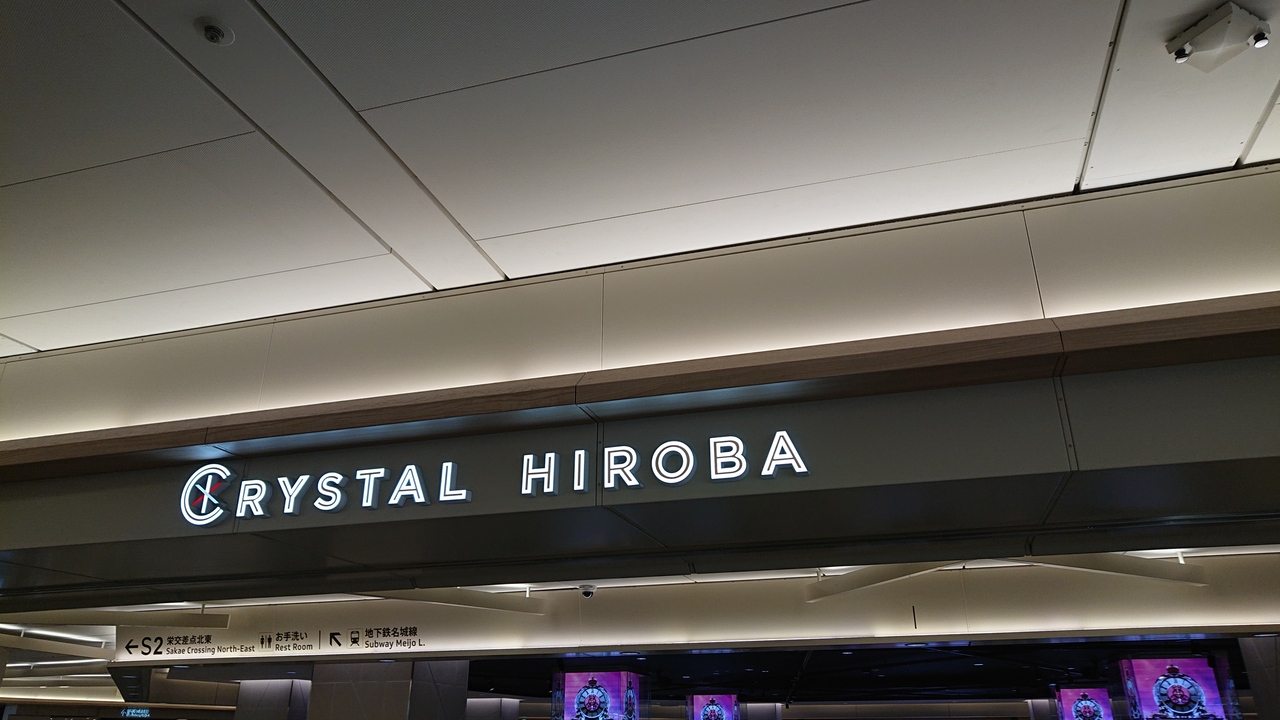 CRYSTAL HIROBA
←S2 栄交差点北東 お手洗い 地下鉄名城線
Sakae Crossing North-East Rest Room Subway Meijo L.